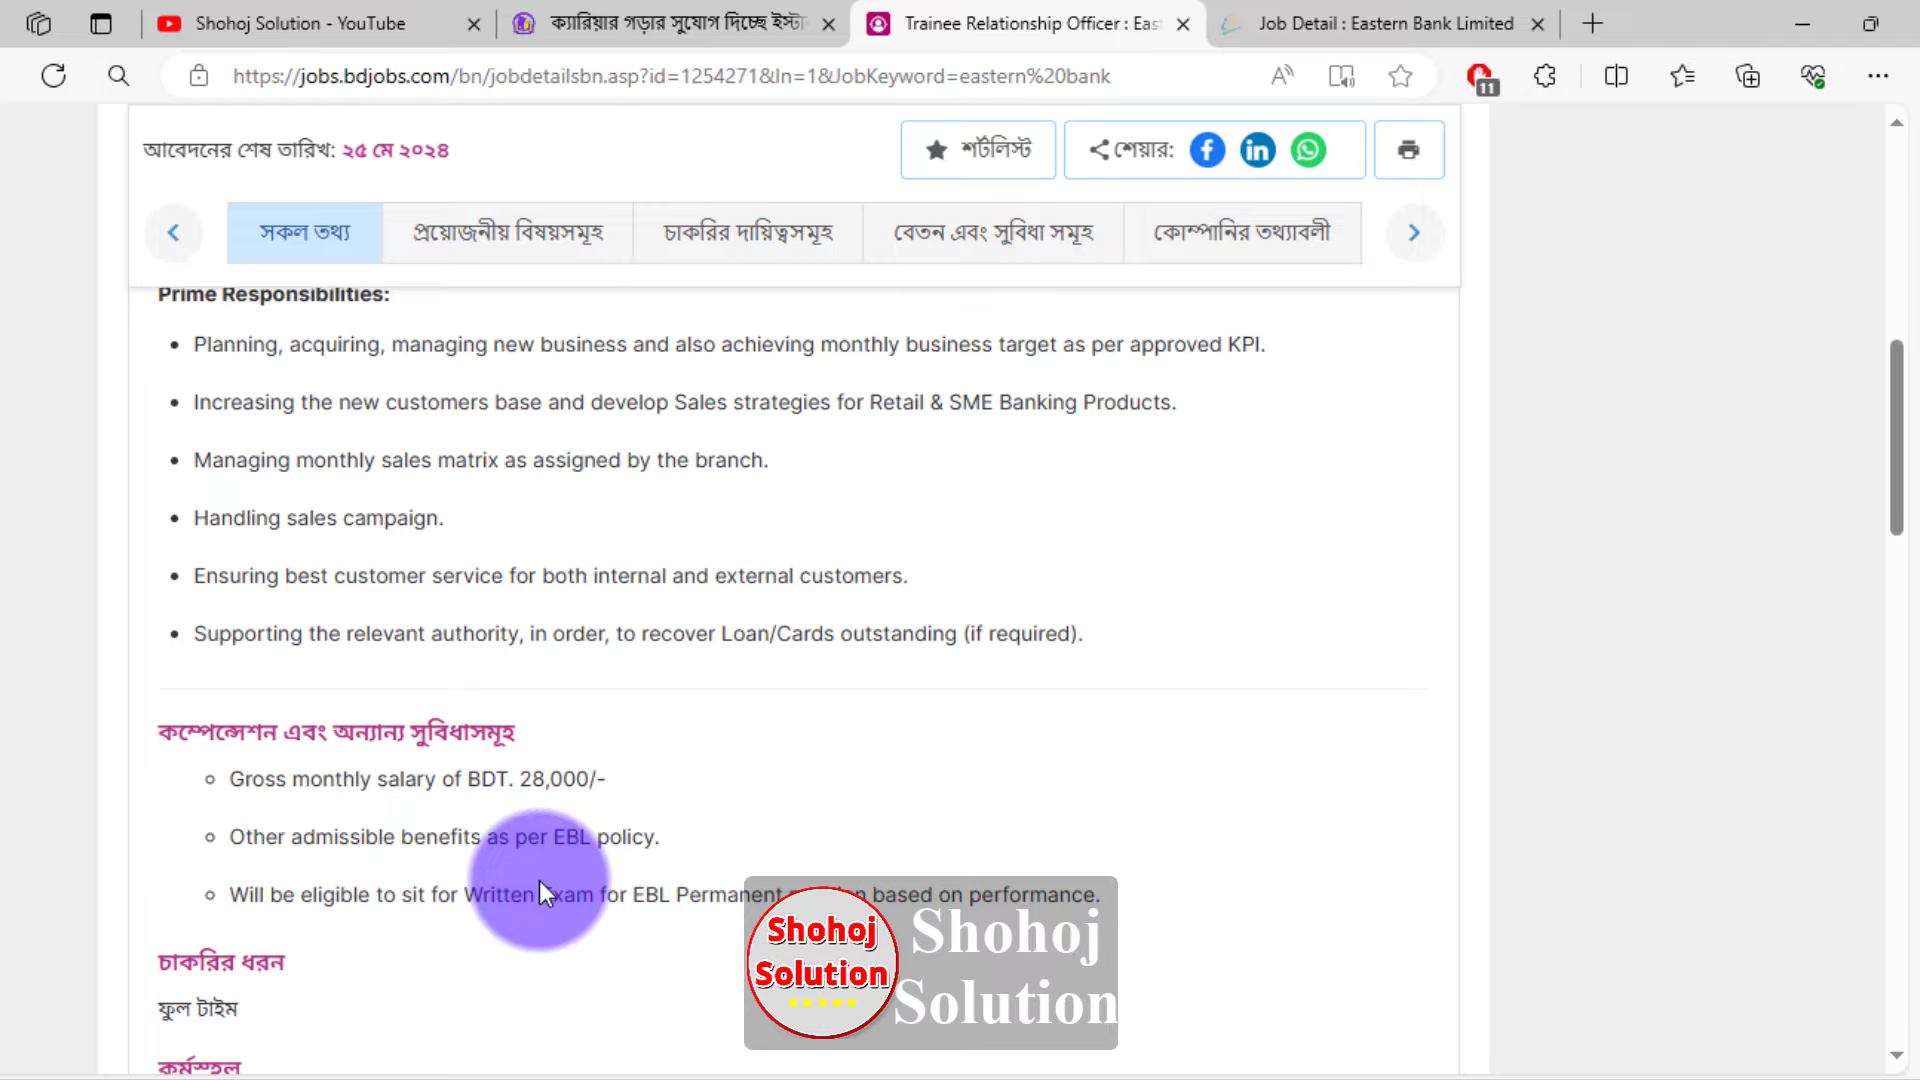 Shohoj Solution - YouTube
ক্যারিয়ার গড়ার সুযোগ দিচ্ছে ইস্টা
Trainee Relationship Officer : East
Job Detail : Eastern Bank Limited
https://jobs.bdjobs.com/bn/jobdetailsbn.asp?id=1254271&ln=1&JobKeyword=eastern%20bank
11
আবেদনের শেষ তারিখ: ২৫ মে ২০২৪
শর্টলিস্ট
শেয়ার:
সকল তথ্য
প্রয়োজনীয় বিষয়সমূহ
চাকরির দায়িত্বসমূহ
বেতন এবং সুবিধা সমূহ
কোম্পানির তথ্যাবলী
Prime Responsibilities:
• Planning, acquiring, managing new business and also achieving monthly business target as per approved KPI.
• Increasing the new customers base and develop Sales strategies for Retail & SME Banking Products.
• Managing monthly sales matrix as assigned by the branch.
• Handling sales campaign.
• Ensuring best customer service for both internal and external customers.
• Supporting the relevant authority, in order, to recover Loan/Cards outstanding (if required).
কম্পেন্সেশন এবং অন্যান্য সুবিধাসমূহ
Gross monthly salary of BDT. 28,000/-
Other admissible benefits as per EBL policy.
Will be eligible to sit for Written Exam for EBL Permanent based on performance.
Shohoj
Solution
Shohoj
Solution
চাকরির ধরন
ফুল টাইম
কর্মস্থল